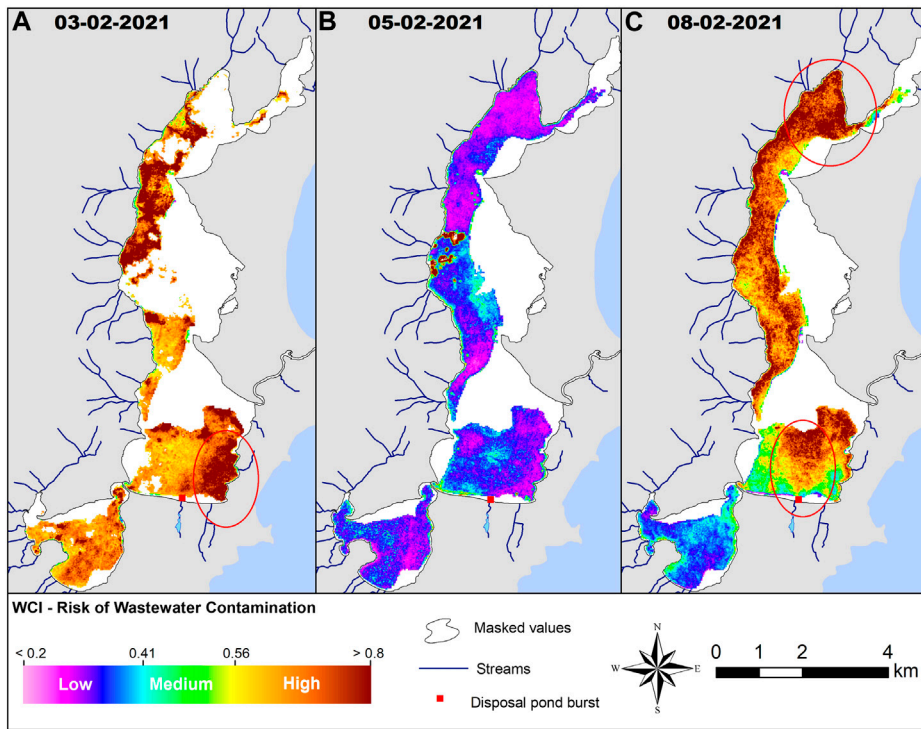 A 03-02-2021
B 05-02-2021
C 08-02-2021
WCI - Risk of Wastewater Contamination
< 0.2 0.41 0.56 > 0.8
Low Medium High
Masked values
Streams
Disposal pond burst
N
W E
S
0 1 2 4
km